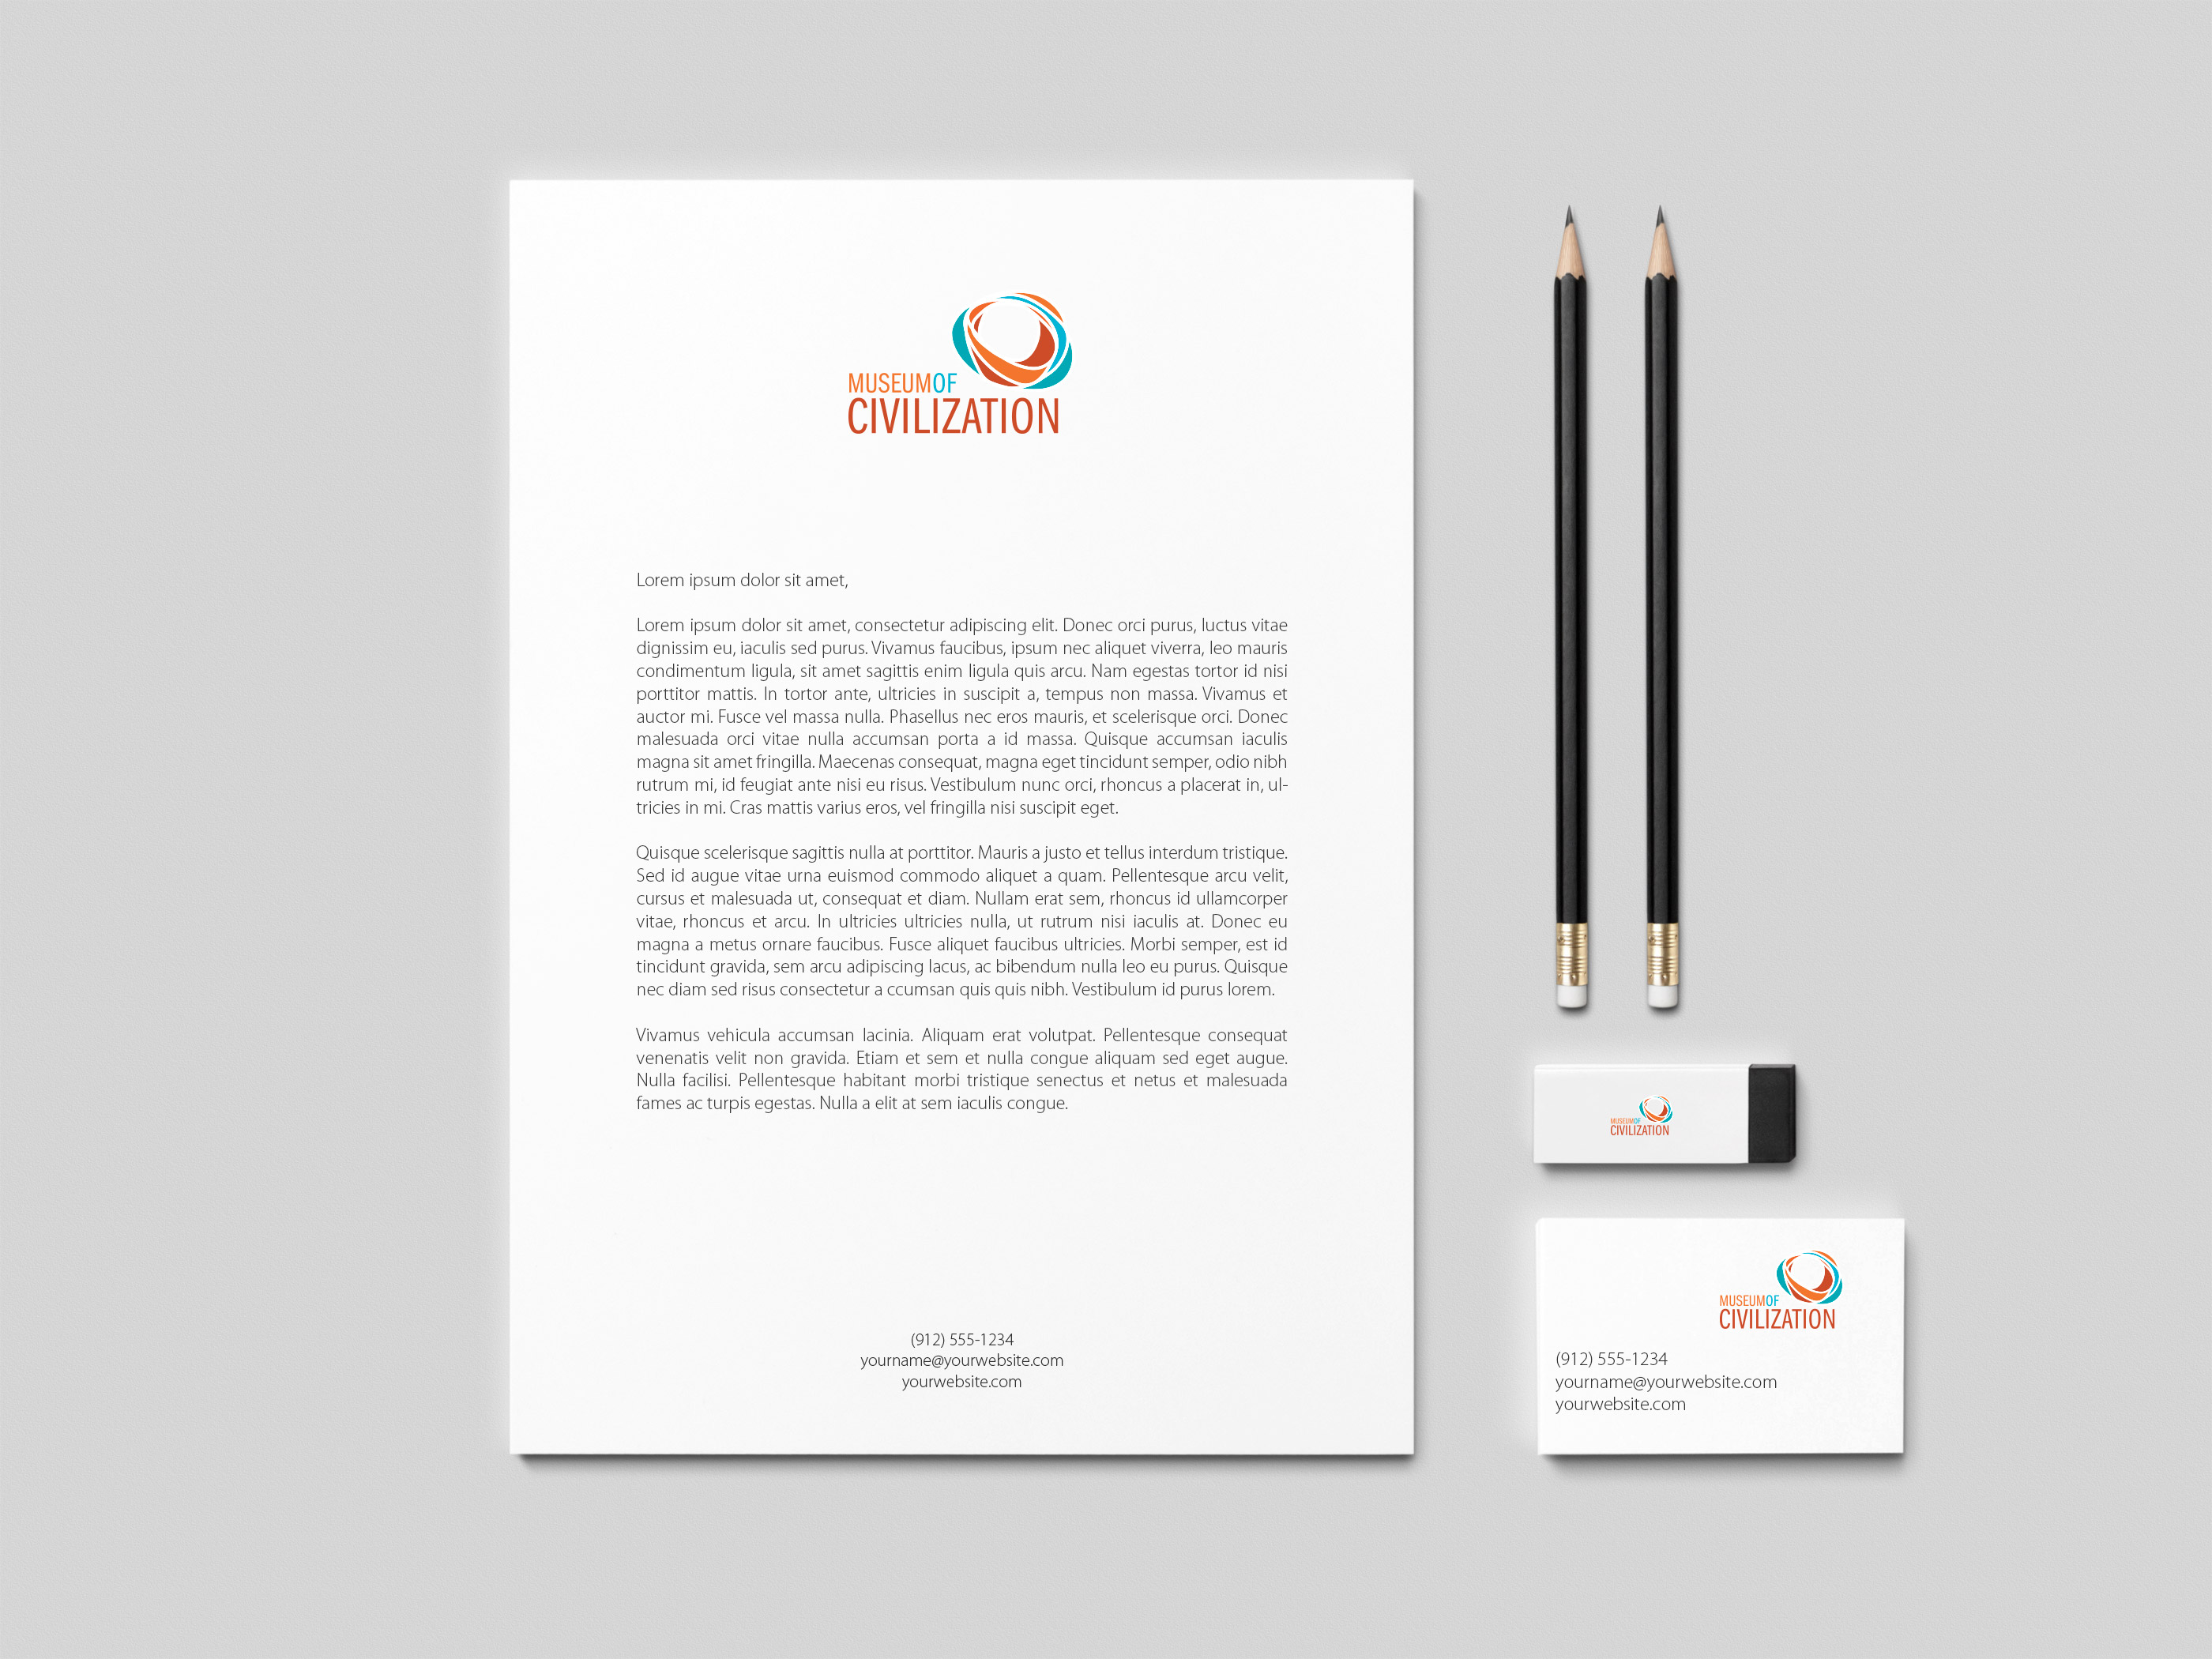 MUSEUMOF
CIVILIZATION
Lorem ipsum dolor sit amet,
Lorem ipsum dolor sit amet, consectetur adipiscing elit. Donec orci purus, luctus vitae
dignissim eu, iaculis sed purus. Vivamus faucibus, ipsum nec aliquet viverra, leo mauris
condimentum ligula, sit amet sagittis enim ligula quis arcu. Nam egestas tortor id nisi
porttitor mattis. In tortor ante, ultricies in suscipit a, tempus non massa. Vivamus et
auctor mi. Fusce vel massa nulla. Phasellus nec eros mauris, et scelerisque orci. Donec
malesuada orci vitae nulla accumsan porta a id massa. Quisque accumsan iaculis
magna sit amet fringilla. Maecenas consequat, magna eget tincidunt semper, odio nibh
rutrum mi, id feugiat ante nisi eu risus. Vestibulum nunc orci, rhoncus a placerat in, ul-
tricies in mi. Cras mattis varius eros, vel fringilla nisi suscipit eget.
Quisque scelerisque sagittis nulla at porttitor. Mauris a justo et tellus interdum tristique.
Sed id augue vitae urna euismod commodo aliquet a quam. Pellentesque arcu velit,
cursus et malesuada ut, consequat et diam. Nullam erat sem, rhoncus id ullamcorper
vitae, rhoncus et arcu. In ultricies ultricies nulla, ut rutrum nisi iaculis at. Donec eu
magna a metus ornare faucibus. Fusce aliquet faucibus ultricies. Morbi semper, est id
tincidunt gravida, sem arcu adipiscing lacus, ac bibendum nulla leo eu purus. Quisque
nec diam sed risus consectetur a ccumsan quis quis nibh. Vestibulum id purus lorem.
Vivamus vehicula accumsan lacinia. Aliquam erat volutpat. Pellentesque consequat
venenatis velit non gravida. Etiam et sem et nulla congue aliquam sed eget augue.
Nulla facilisi. Pellentesque habitant morbi tristique senectus et netus et malesuada
fames ac turpis egestas. Nulla a elit at sem iaculis congue.
(912) 555-1234
yourname@yourwebsite.com
yourwebsite.com
MUSEUMOF
CIVILIZATION
MUSEUMOF
CIVILIZATION
(912) 555-1234
yourname@yourwebsite.com
yourwebsite.com